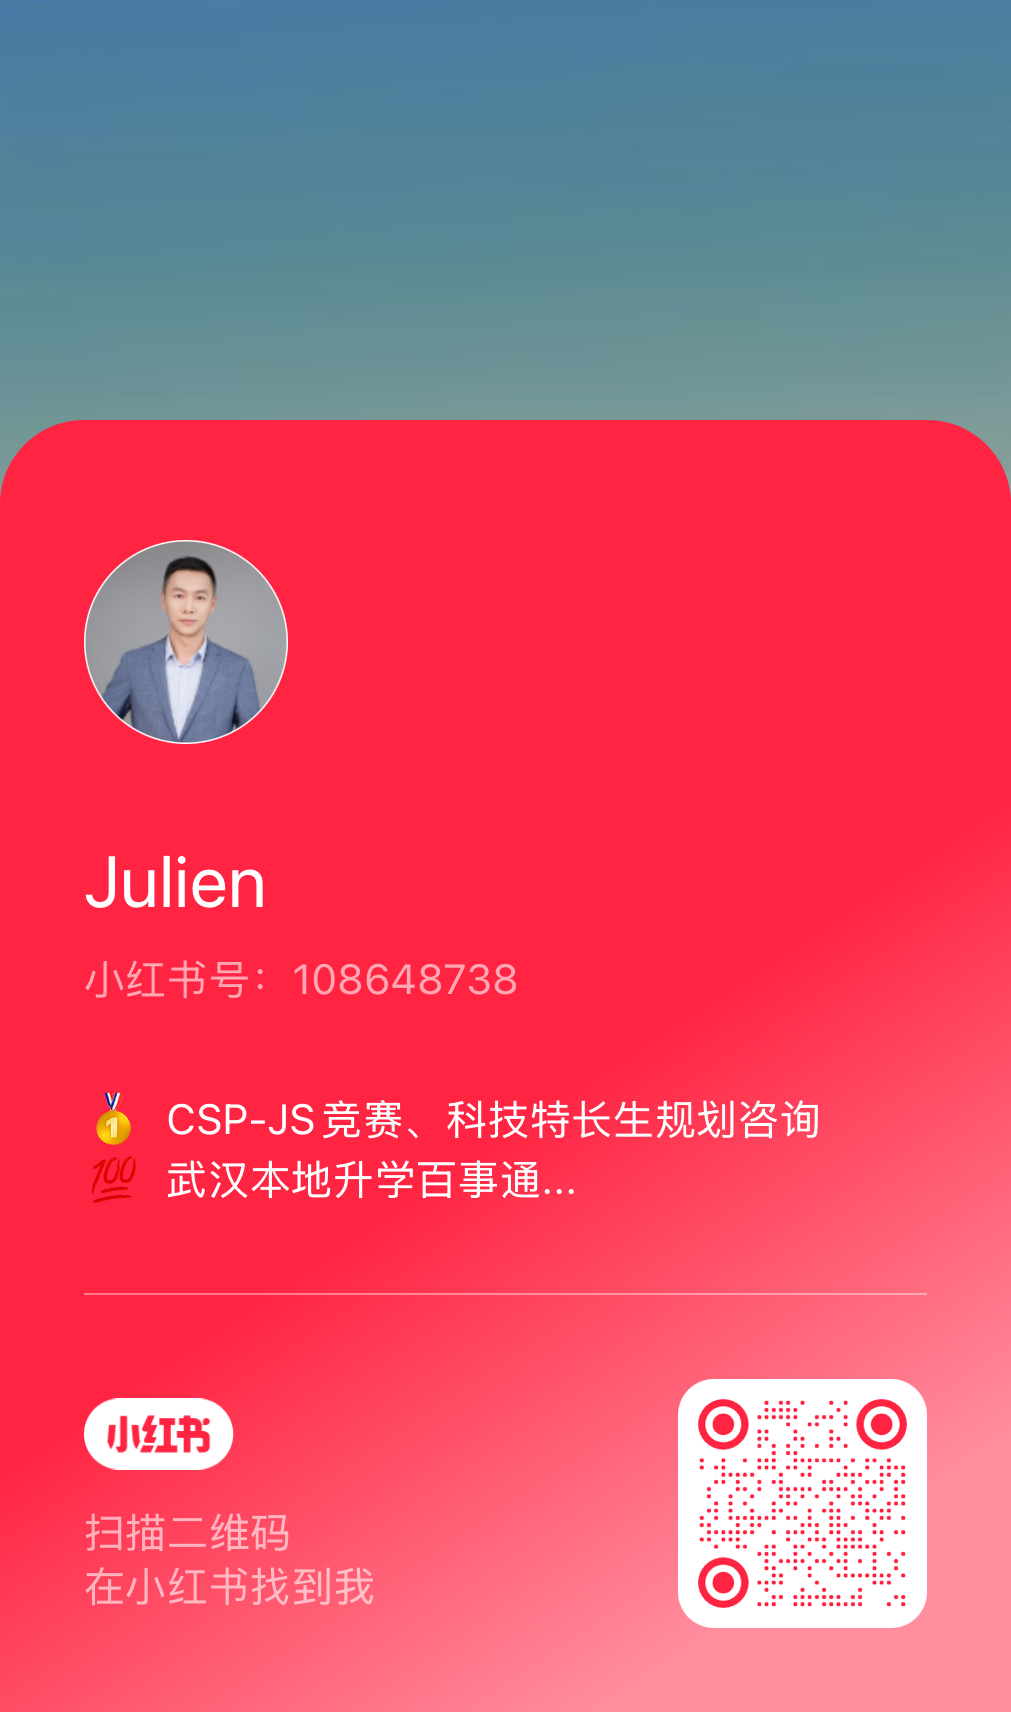 Julien
小红书号：108648738
🥇 CSP-JS竞赛、科技特长生规划咨询
💯 武汉本地升学百事通...
小红书
扫描二维码
在小红书找到我